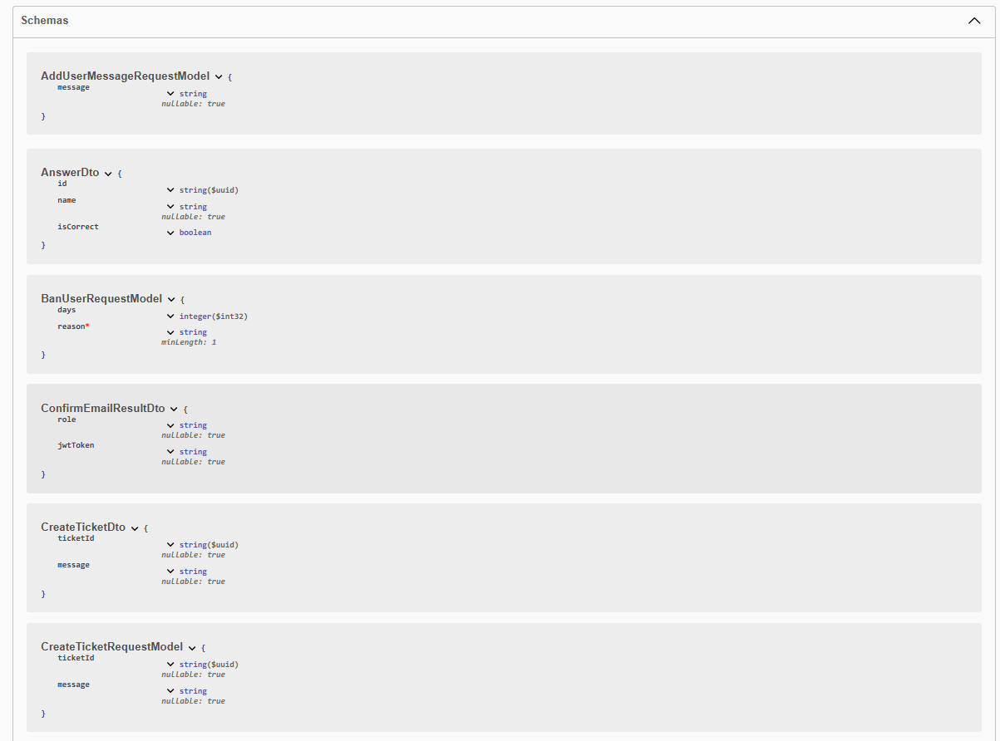 Schemas
AddUserMessageRequestModel {
message
string
nullable: true
}
AnswerDto {
id
string($uuid)
name
string
nullable: true
isCorrect
boolean
}
BanUserRequestModel {
days
integer($int32)
reason*
string
minLength: 1
}
ConfirmEmailResultDto {
role
string
nullable: true
jwtToken
string
nullable: true
}
CreateTicketDto {
ticketId
string($uuid)
nullable: true
message
string
nullable: true
}
CreateTicketRequestModel {
ticketId
string($uuid)
nullable: true
message
string
nullable: true
}